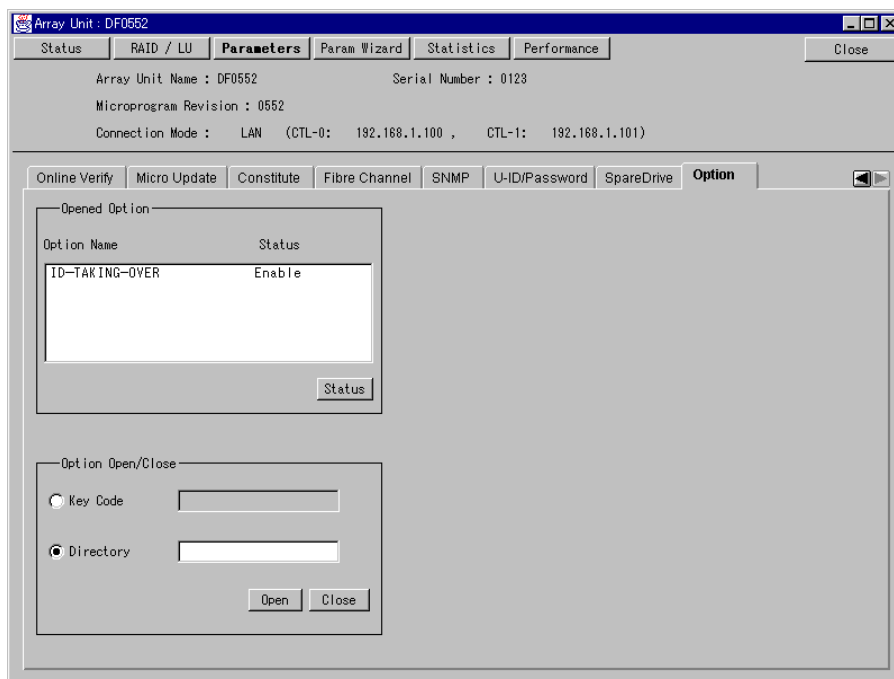 Array Unit : DF0552
Status RAID / LU Parameters Param Wizard Statistics Performance Close
Array Unit Name : DF0552 Serial Number : 0123
Microprogram Revision : 0552
Connection Mode : LAN (CTL-0: 192.168.1.100 , CTL-1: 192.168.1.101)
Online Verify Micro Update Constitute Fibre Channel SNMP U-ID/Password SpareDrive Option
Opened Option
Option Name Status
ID-TAKING-OVER Enable
Status
Option Open/Close
Key Code
Directory
Open Close